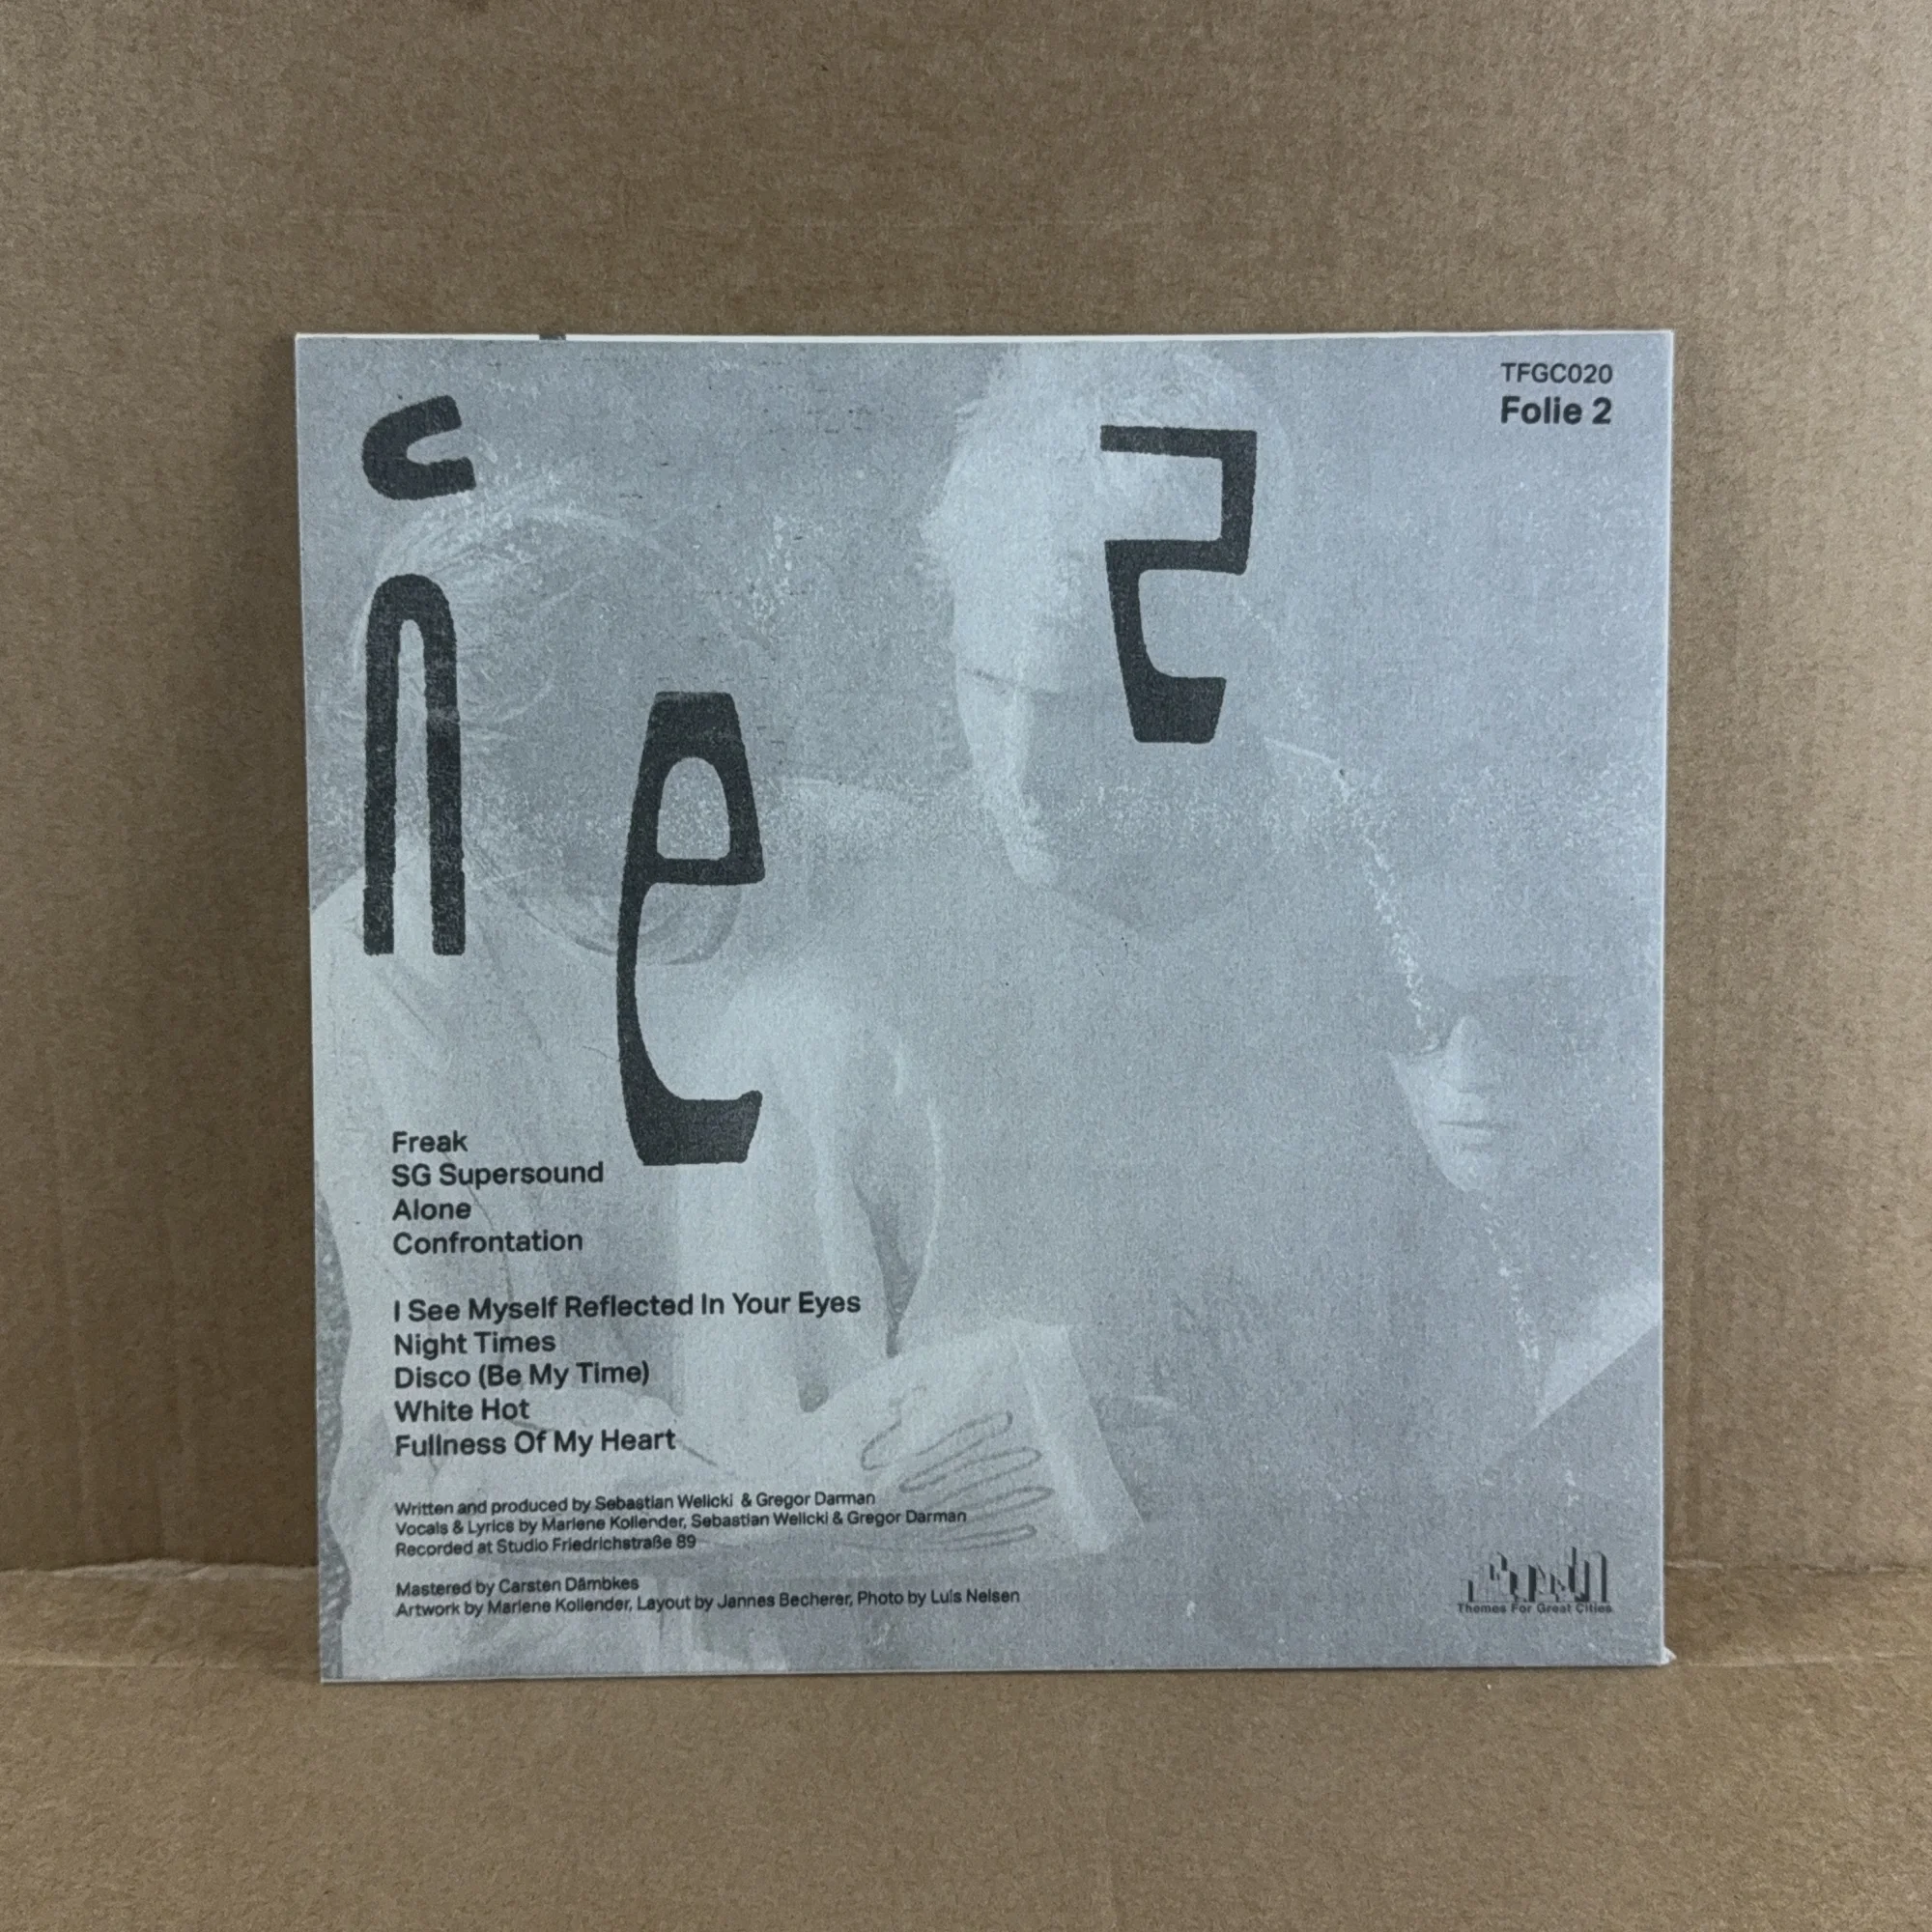 TFGC020
Folie 2
n
e
2
Freak
SG Supersound
Alone
Confrontation
I See Myself Reflected In Your Eyes
Night Times
Disco (Be My Time)
White Hot
Fullness Of My Heart
Written and produced by Sebastian Welicki & Gregor Darman
Vocals & Lyrics by Marlene Kollender, Sebastian Welicki & Gregor Darman
Recorded at Studio Friedrichstraße 89
Mastered by Carsten Dämbkes
Artwork by Marlene Kollender, Layout by Jannes Becherer, Photo by Luis Nelsen
Themes For Great Cities